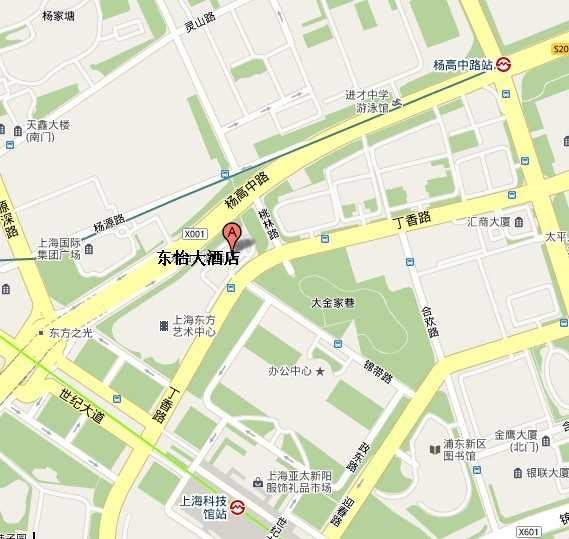 杨家塘
灵山路
杨高中路站
S20
进才中学
游泳馆
天鑫大楼
(南门)
杨高中路
源深路
杨源路
桃林路
丁香路
汇商大厦
X001
上海国际
集团广场
太平
A
东怡大酒店
大金家巷
合欢路
上海东方
艺术中心
东方之光
办公中心
锦带路
世纪大道
丁香路
政东路
浦东新区
图书馆
金鹰大厦
(北门)
上海亚太新阳
服饰礼品市场
银联大厦
迎春路
上海科技
馆站
世纪
X601
锦